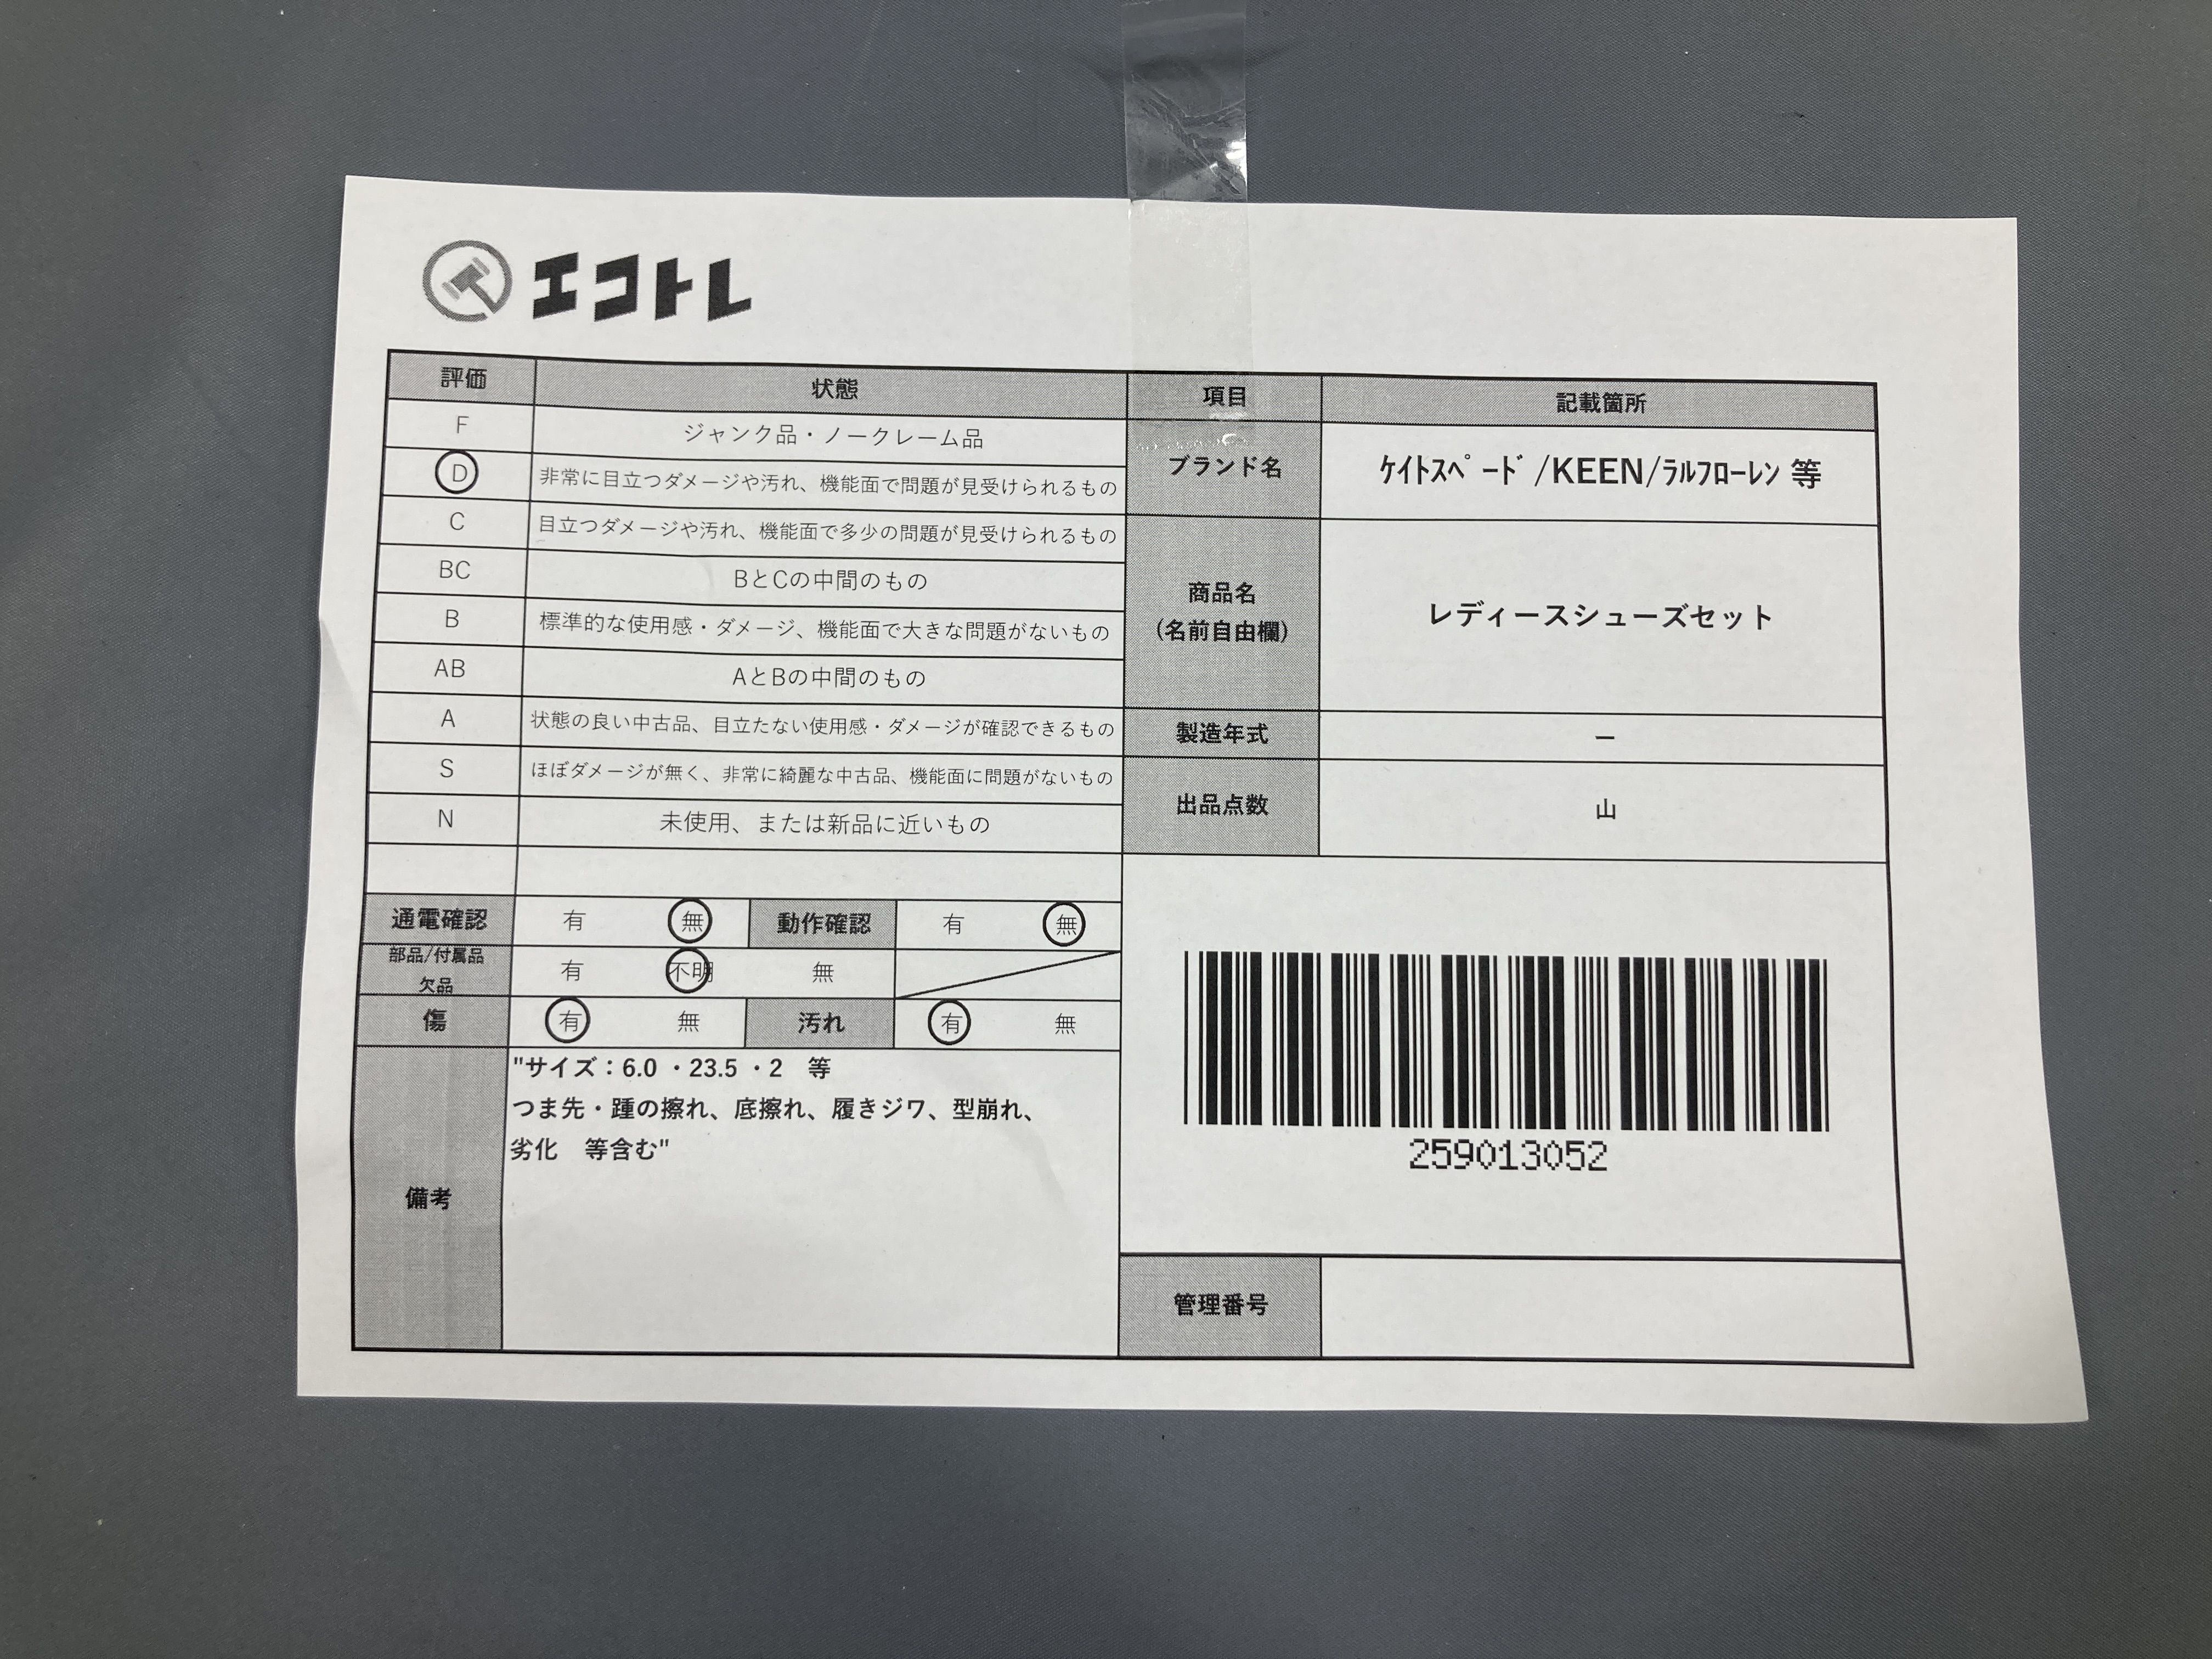 エコトレ
評価 状態
F ジャンク品・ノークレーム品
D 非常に目立つダメージや汚れ、機能面で問題が見受けられるもの
C 目立つダメージや汚れ、機能面で多少の問題が見受けられるもの
BC BとCの中間のもの
B 標準的な使用感・ダメージ、機能面で大きな問題がないもの
AB AとBの中間のもの
A 状態の良い中古品、目立たない使用感・ダメージが確認できるもの
S ほぼダメージが無く、非常に綺麗な中古品、機能面に問題がないもの
N 未使用、または新品に近いもの
通電確認 有 無 動作確認 有 無
部品/付属品
欠品 有 不明 無
傷 有 無 汚れ 有 無
備考
"サイズ：6.0 ・23.5 ・2 等
つま先・踵の擦れ、底擦れ、履きジワ、型崩れ、
劣化 等含む"
項目 記載箇所
ブランド名 ｹｲﾄｽﾍﾟｰﾄﾞ/KEEN/ﾗﾙﾌﾛｰﾚﾝ 等
商品名
(名前自由欄) レディースシューズセット
製造年式 ー
出品点数 山
259013052
管理番号